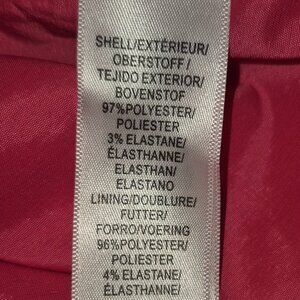 SHELL/EXTÉRIEUR/
OBERSTOFF/
TEJIDO EXTERIOR/
BOVENSTOF
97%POLYESTER/
POLIESTER
3% ELASTANE/
ÉLASTHANNE/
ELASTHAN/
ELASTANO
LINING/DOUBLURE/
FUTTER/
FORRO/VOERING
96%POLYESTER/
POLIESTER
4% ELASTANE/
ÉLASTHANNE/